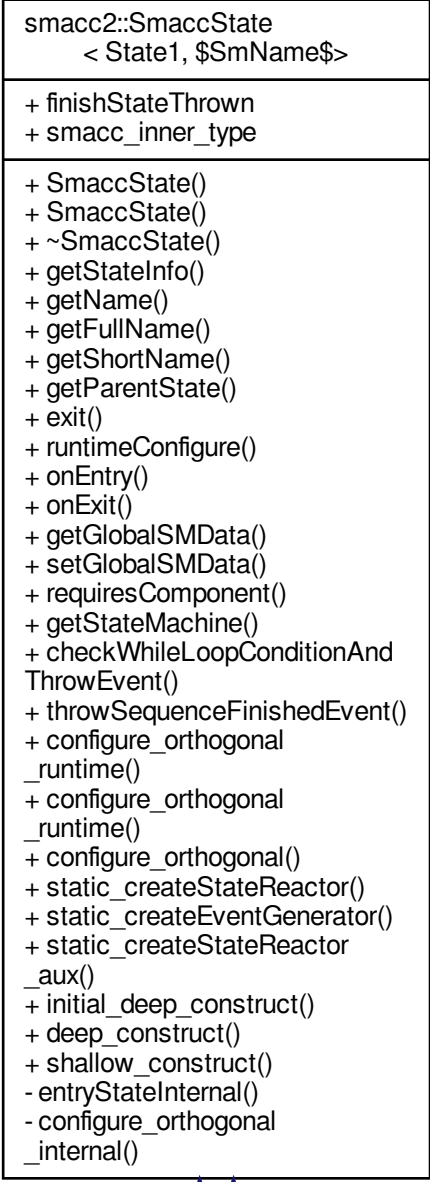 smacc2::SmaccState
< State1, $SmName$>
+ finishStateThrown
+ smacc_inner_type
+ SmaccState()
+ SmaccState()
+ ~SmaccState()
+ getStateInfo()
+ getName()
+ getFullName()
+ getShortName()
+ getParentState()
+ exit()
+ runtimeConfigure()
+ onEntry()
+ onExit()
+ getGlobalSMData()
+ setGlobalSMData()
+ requiresComponent()
+ getStateMachine()
+ checkWhileLoopConditionAnd
ThrowEvent()
+ throwSequenceFinishedEvent()
+ configure_orthogonal
_runtime()
+ configure_orthogonal
_runtime()
+ configure_orthogonal()
+ static_createStateReactor()
+ static_createEventGenerator()
+ static_createStateReactor
_aux()
+ initial_deep_construct()
+ deep_construct()
+ shallow_construct()
- entryStateInternal()
- configure_orthogonal
_internal()